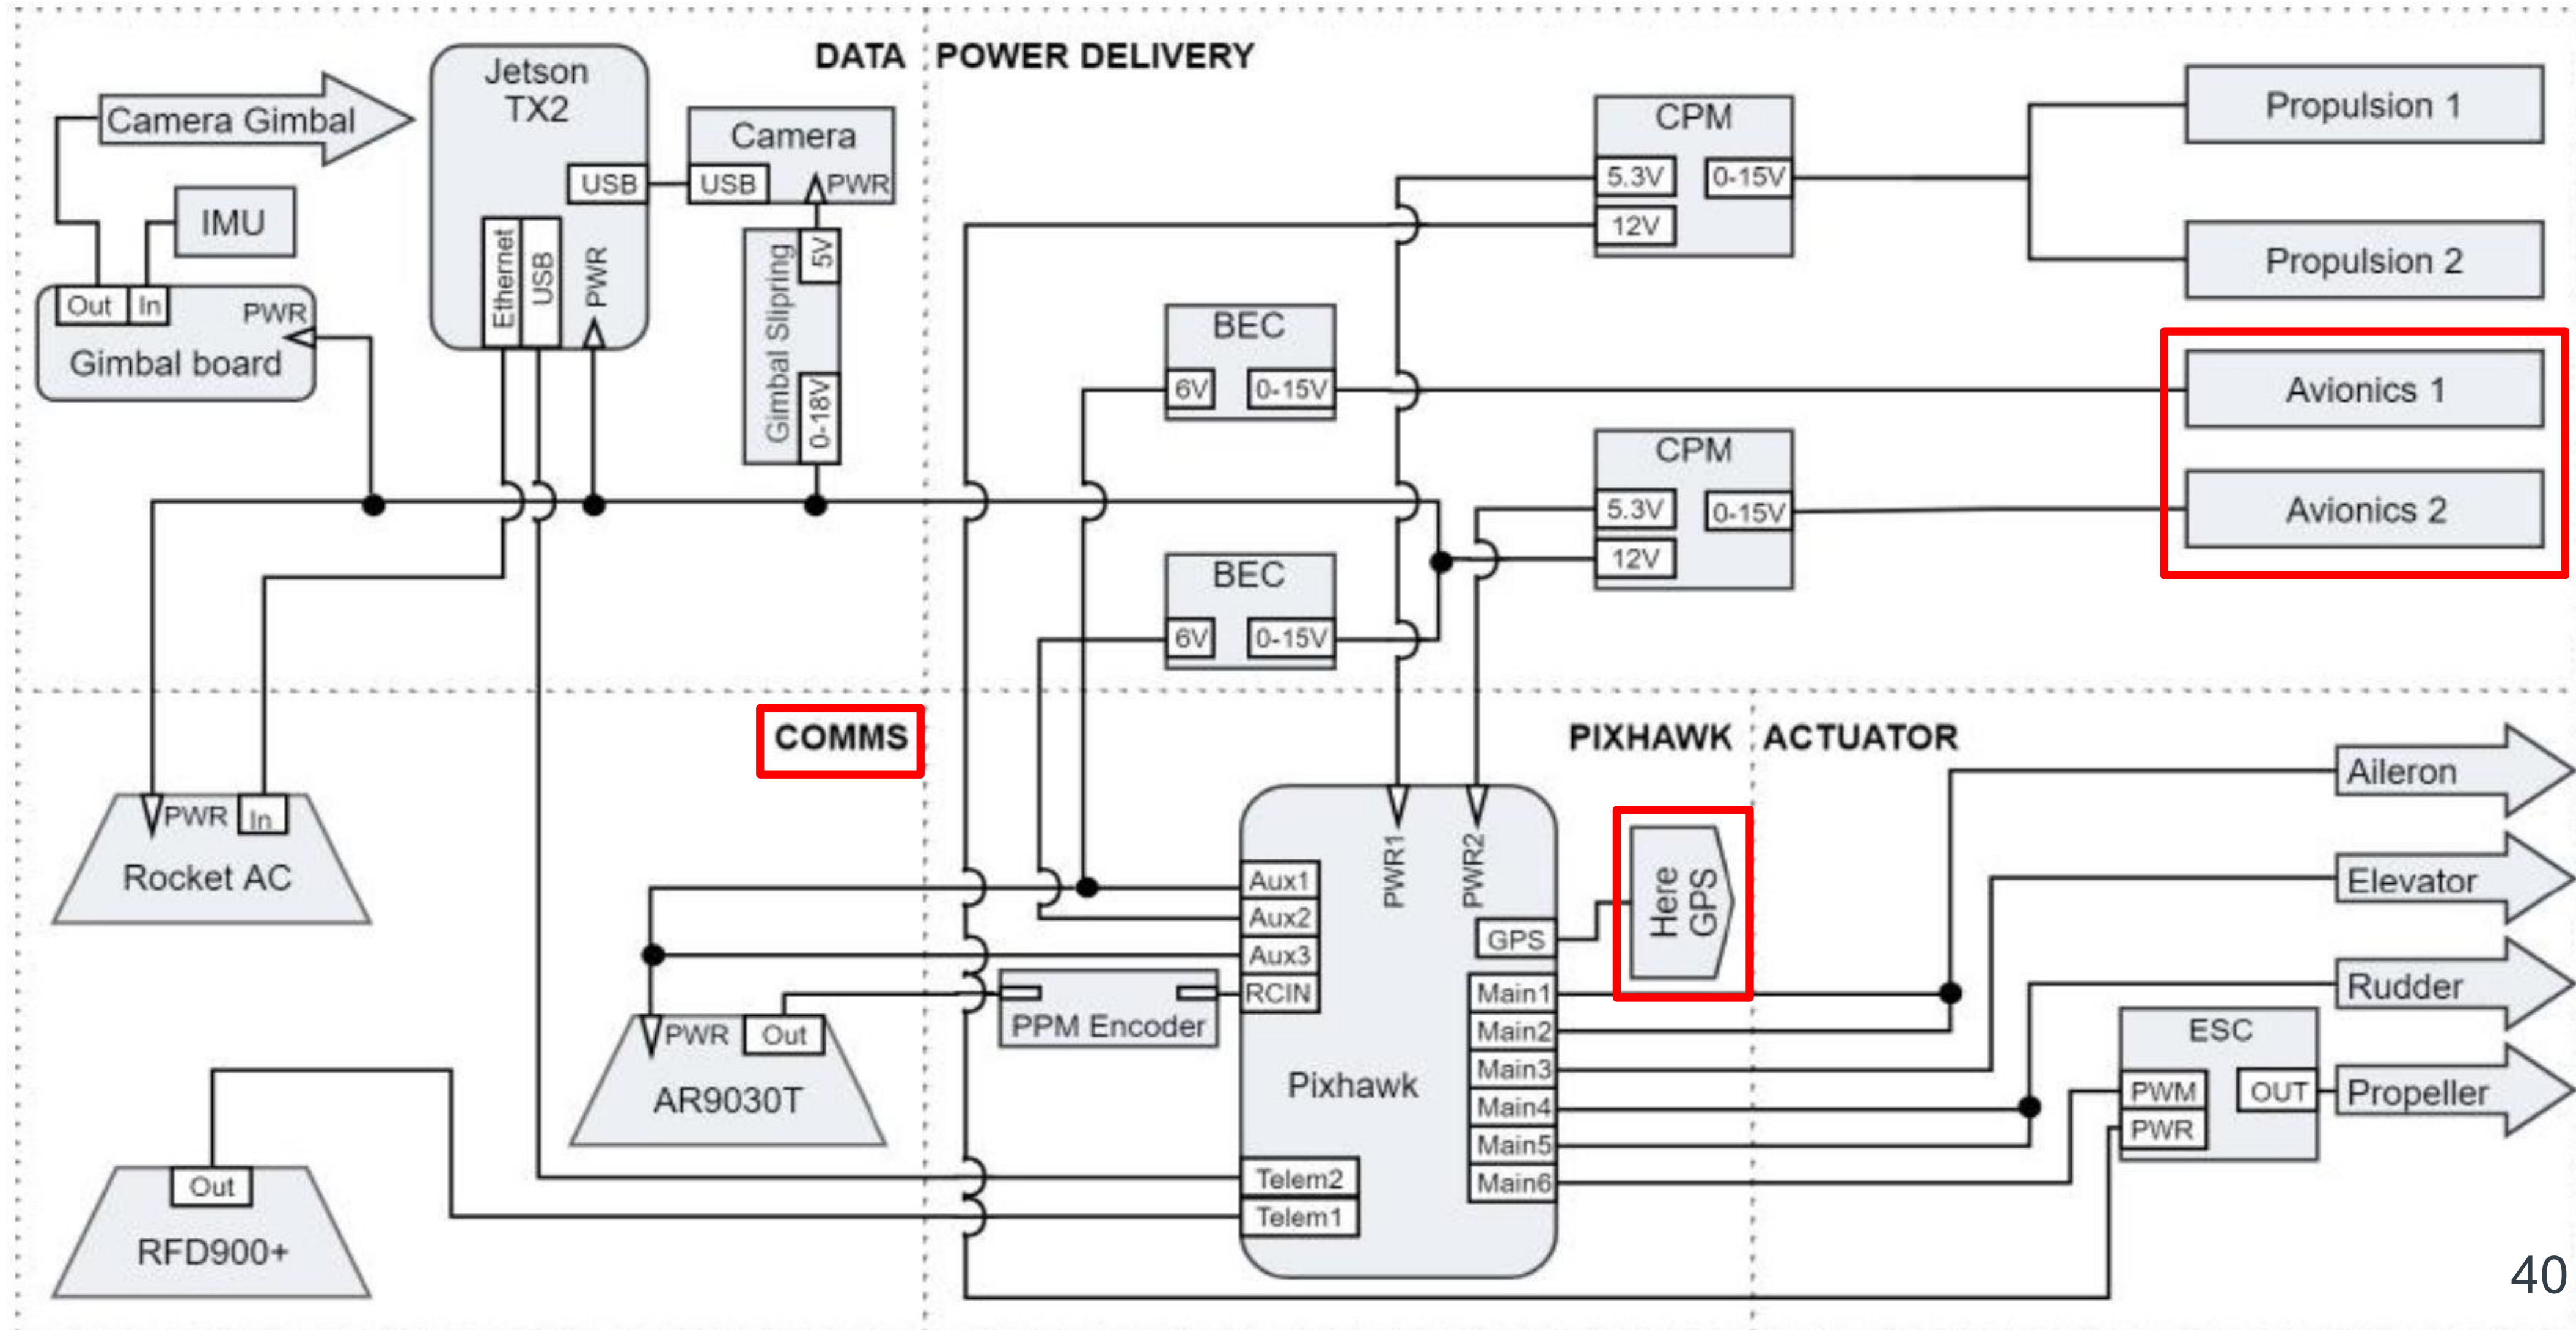 DATA
POWER DELIVERY
Camera Gimbal
IMU
Out
In
PWR
Gimbal board
Jetson
TX2
USB
Ethernet
USB
PWR
Camera
USB
PWR
Gimbal Slipring
5V
0-18V
CPM
5.3V
0-15V
12V
Propulsion 1
Propulsion 2
BEC
6V
0-15V
Avionics 1
CPM
5.3V
0-15V
12V
Avionics 2
BEC
6V
0-15V
COMMS
PIXHAWK
ACTUATOR
PWR
In
Rocket AC
PWR
Out
AR9030T
Out
RFD900+
PPM Encoder
PWR1
PWR2
Aux1
Aux2
Aux3
RCIN
Pixhawk
Telem2
Telem1
GPS
Main1
Main2
Main3
Main4
Main5
Main6
Here
GPS
Aileron
Elevator
Rudder
ESC
PWM
OUT
PWR
Propeller
40